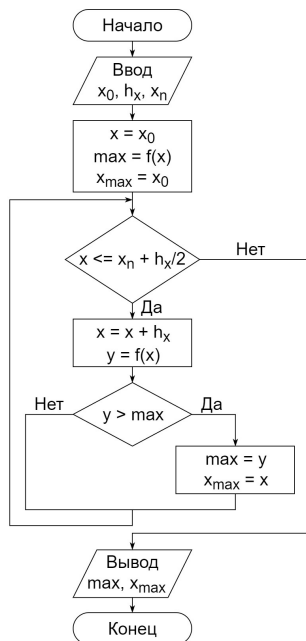 Начало
Ввод
x₀, hₓ, xₙ
x = x₀
max = f(x)
xₘₐₓ = x₀
x <= xₙ + hₓ/2
Нет
Да
x = x + hₓ
y = f(x)
Нет
y > max
Да
max = y
xₘₐₓ = x
Вывод
max, xₘₐₓ
Конец